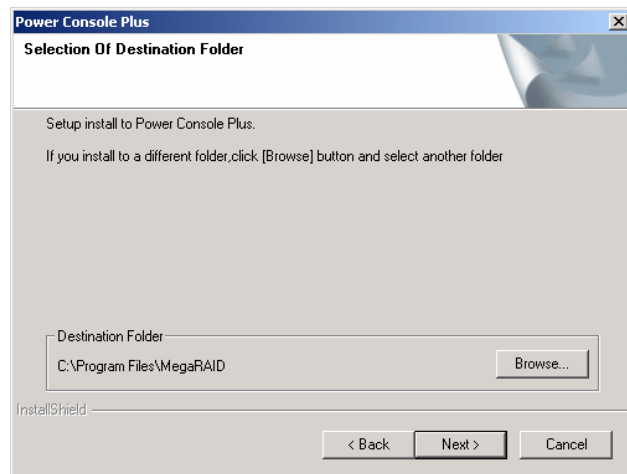 Power Console Plus
Selection Of Destination Folder
Setup install to Power Console Plus.
If you install to a different folder,click [Browse] button and select another folder
Destination Folder
C:\Program Files\MegaRAID
Browse...
InstallShield
< Back
Next >
Cancel